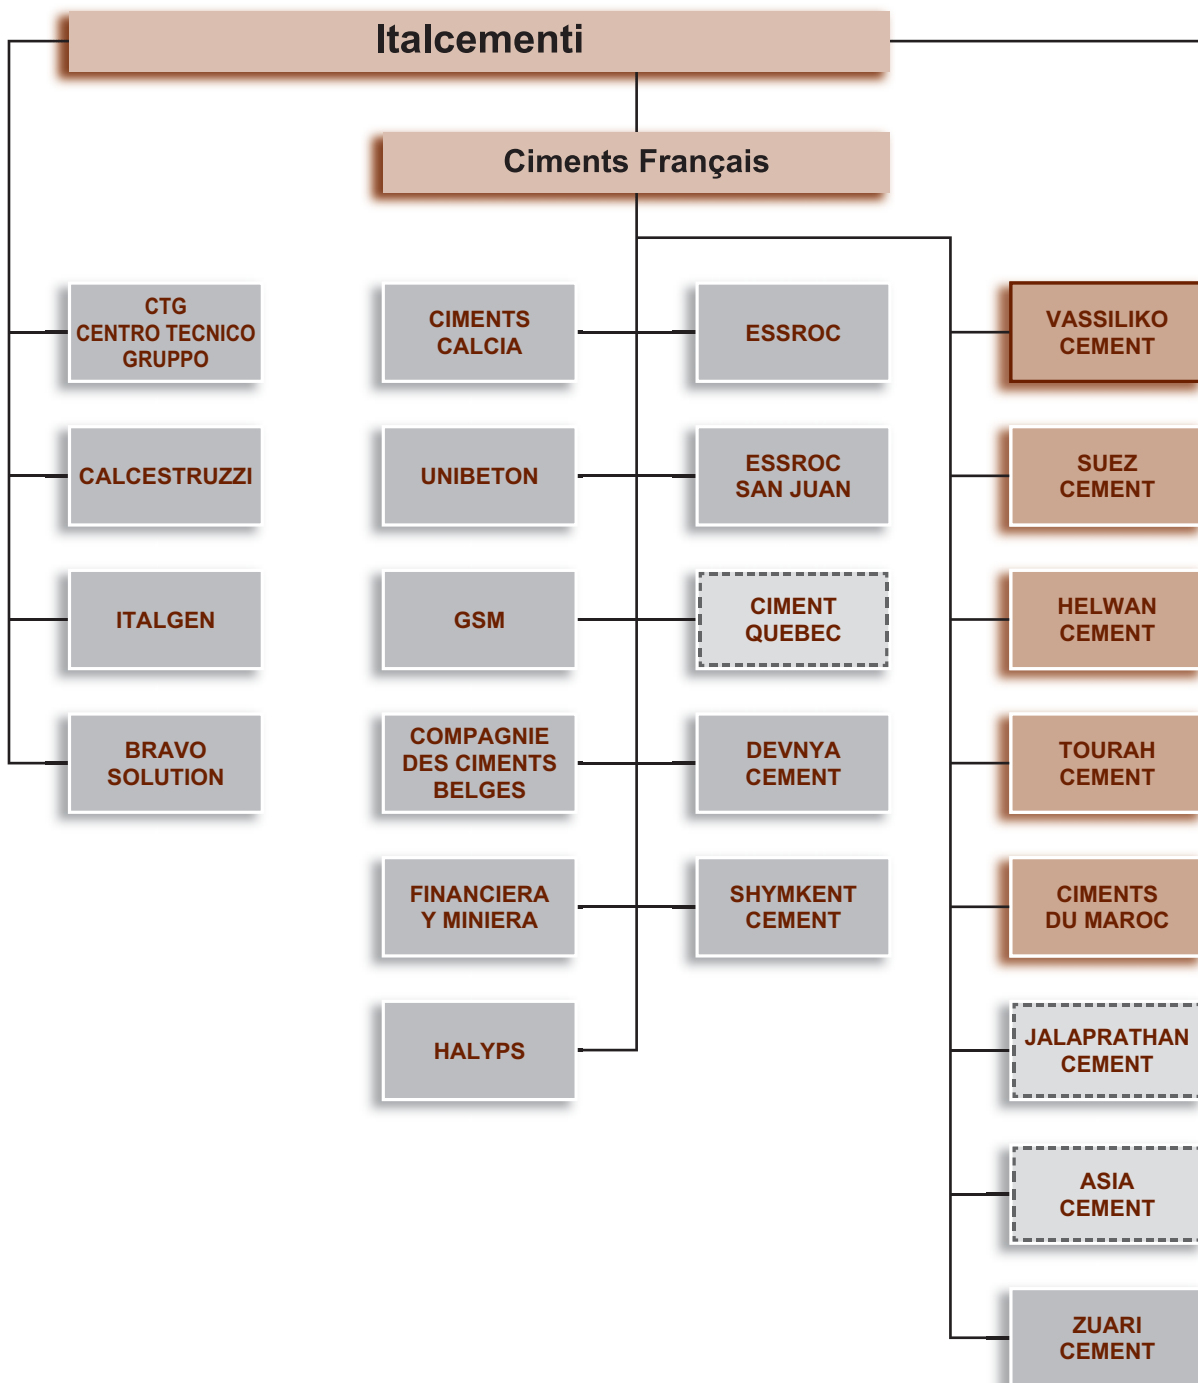 Italcementi
Ciments Français
CTG
CENTRO TECNICO
GRUPPO
CALCESTRUZZI
ITALGEN
BRAVO
SOLUTION
CIMENTS
CALCIA
UNIBETON
GSM
COMPAGNIE
DES CIMENTS
BELGES
FINANCIERA
Y MINIERA
HALYPS
ESSROC
ESSROC
SAN JUAN
CIMENT
QUEBEC
DEVNYA
CEMENT
SHYMKENT
CEMENT
VASSILIKO
CEMENT
SUEZ
CEMENT
HELWAN
CEMENT
TOURAH
CEMENT
CIMENTS
DU MAROC
JALAPRATHAN
CEMENT
ASIA
CEMENT
ZUARI
CEMENT